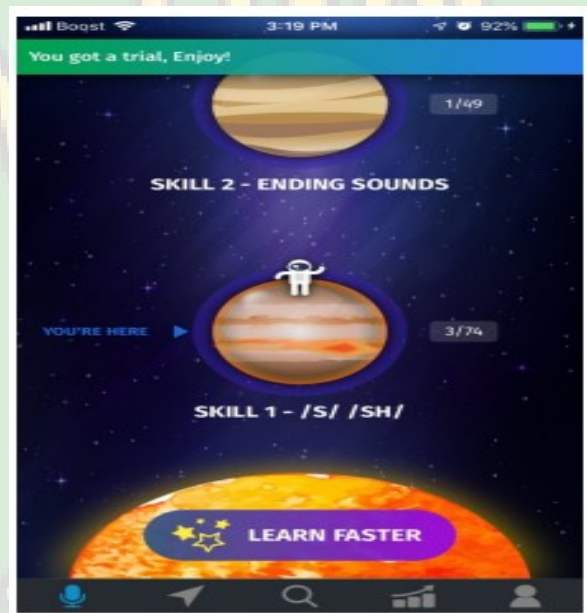 Boost 3:19 PM 92%
You got a trial, Enjoy!
1/49
SKILL 2 - ENDING SOUNDS
YOU'RE HERE 3/74
SKILL 1 - /S/ /SH/
LEARN FASTER